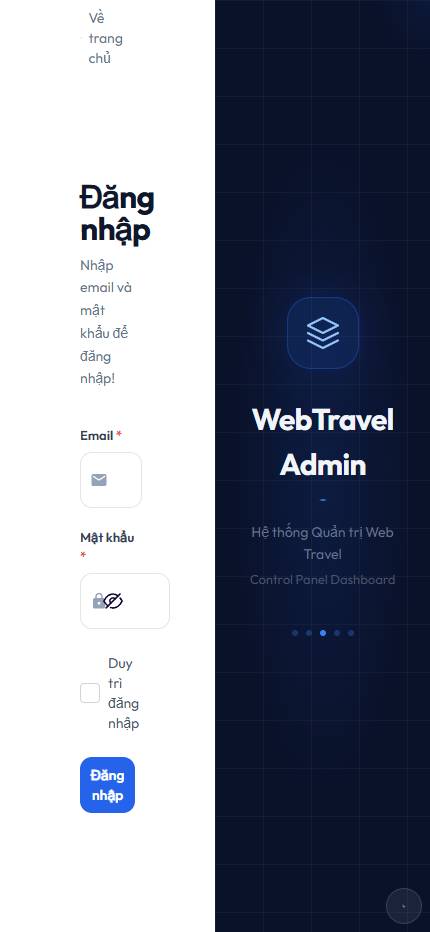 Về
trang
chủ
Đăng
nhập
Nhập
email và
mật
khẩu để
đăng
nhập!
Email *
Mật khẩu
*
Duy
trì
đăng
nhập
Đăng
nhập
WebTravel
Admin
Hệ thống Quản trị Web
Travel
Control Panel Dashboard